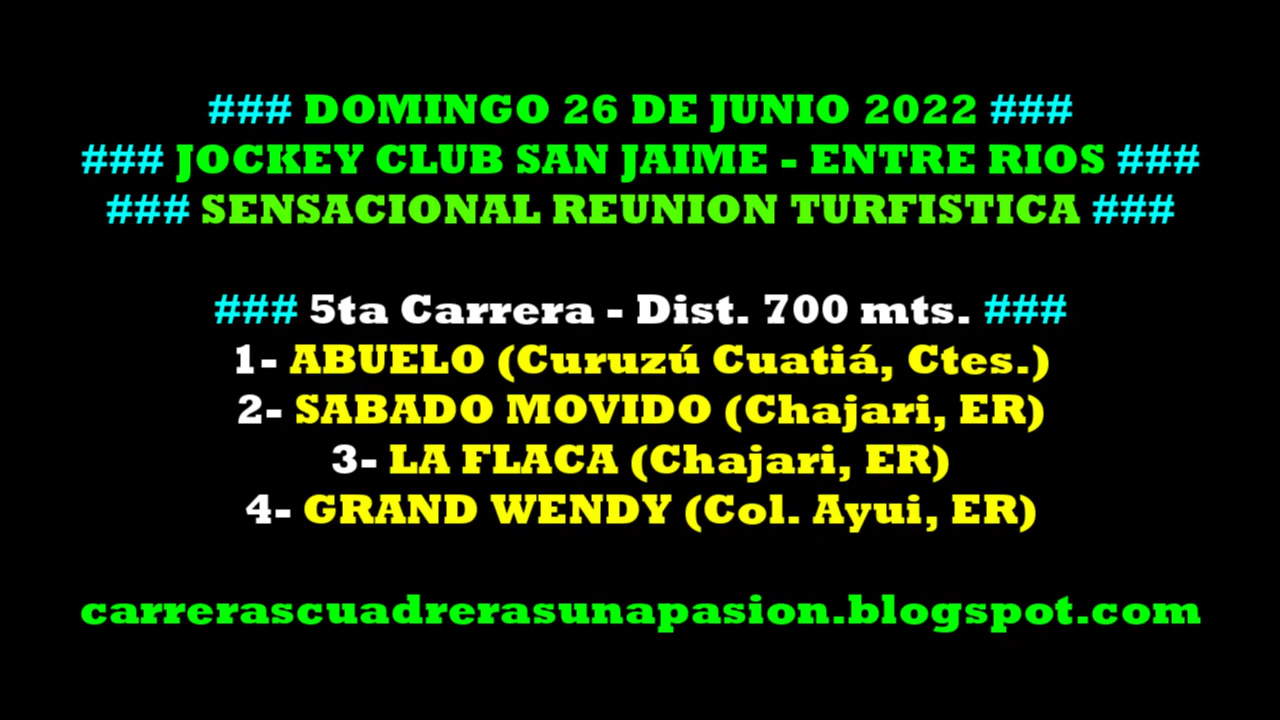 ### DOMINGO 26 DE JUNIO 2022 ###
### JOCKEY CLUB SAN JAIME - ENTRE RIOS ###
### SENSACIONAL REUNION TURFISTICA ###
### 5ta Carrera - Dist. 700 mts. ###
1- ABUELO (Curuzú Cuatiá, Ctes.)
2- SABADO MOVIDO (Chajari, ER)
3- LA FLACA (Chajari, ER)
4- GRAND WENDY (Col. Ayui, ER)
carrerascuadrerasunapasion.blogspot.com